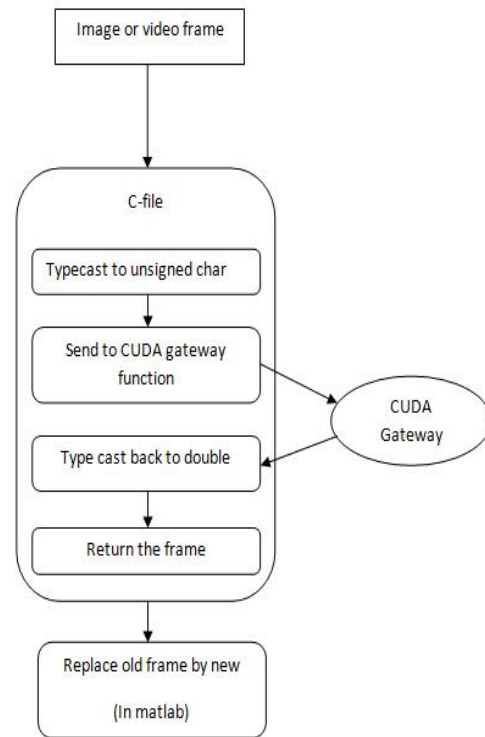 Image or video frame
C-file
Typecast to unsigned char
Send to CUDA gateway
function
CUDA
Gateway
Type cast back to double
Return the frame
Replace old frame by new
(In matlab)